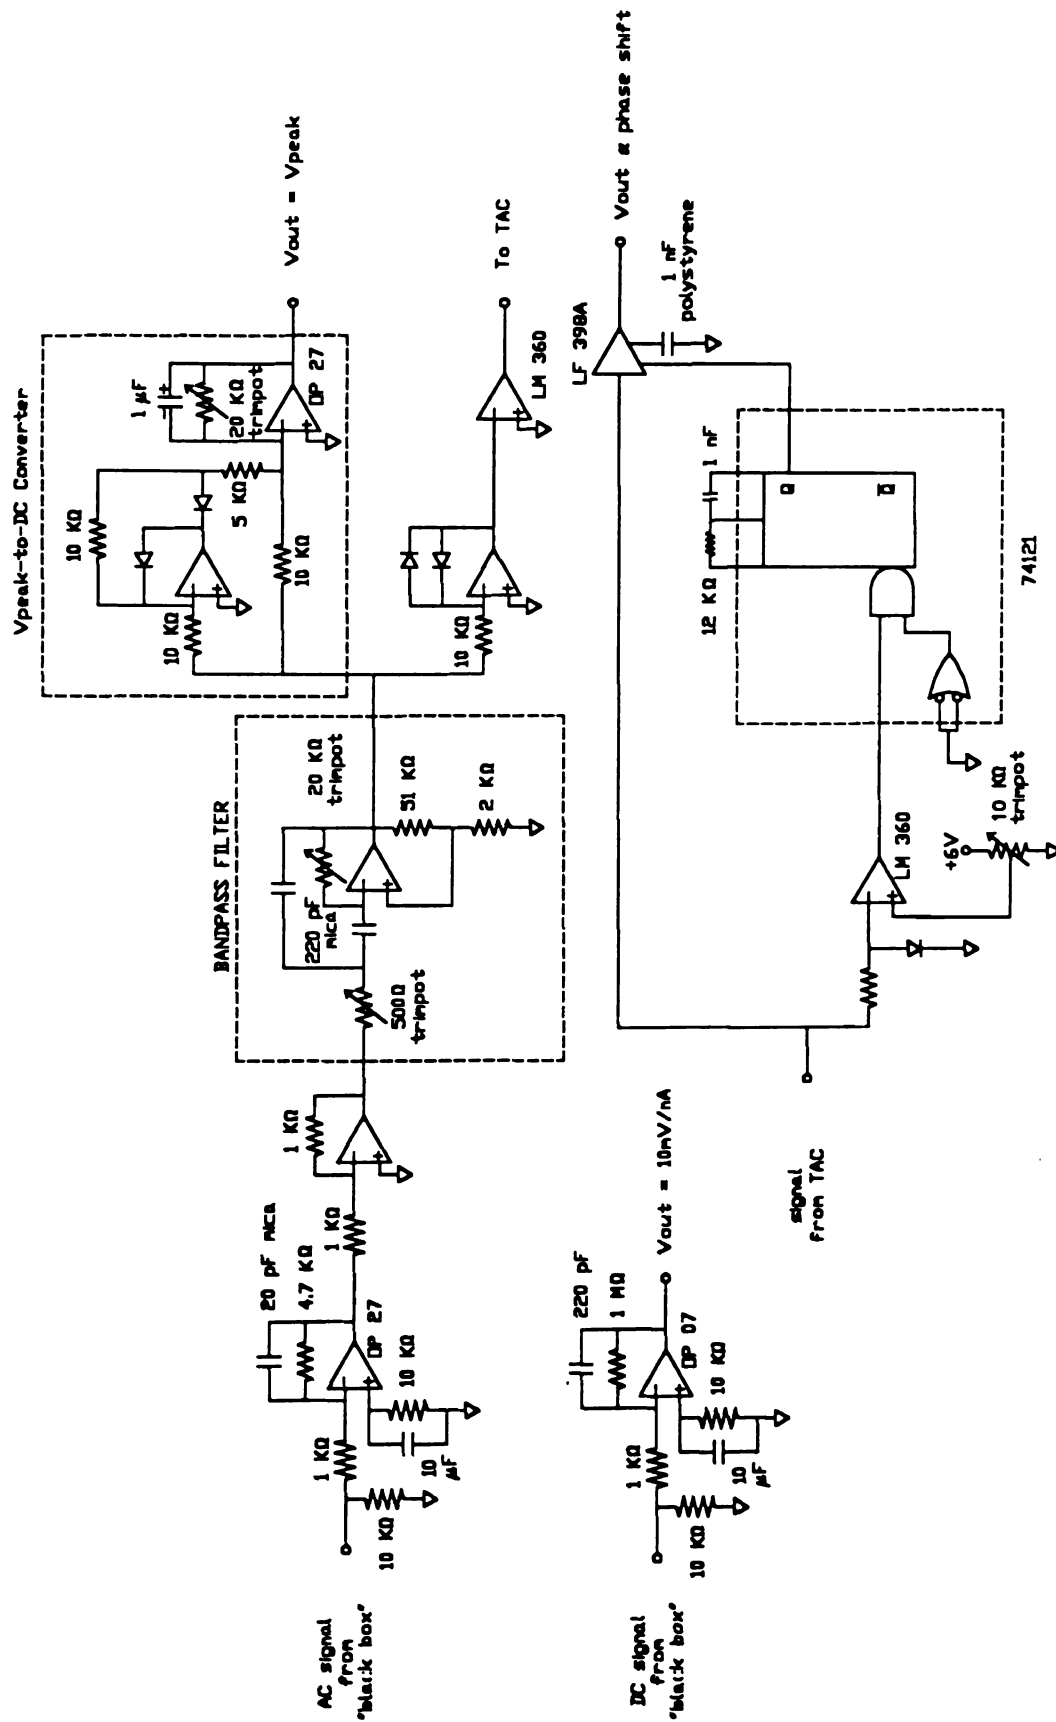 Vpeak-to-DC Converter
10 KΩ
1 µF
+
20 KΩ
trimpot
OP 27
Vout = Vpeak
5 KΩ
10 KΩ
+
10 KΩ
BANDPASS FILTER
20 KΩ
trimpot
220 pF
mica
+
51 KΩ
2 KΩ
500Ω
trimpot
10 KΩ
+
LM 360
+
To TAC
AC signal
from
"black box"
10 KΩ
1 KΩ
20 pF mica
4.7 KΩ
OP 27
+
10 KΩ
10
µF
1 KΩ
1 KΩ
+
DC signal
from
"black box"
10 KΩ
1 KΩ
220 pF
1 MΩ
OP 07
+
10 KΩ
10
µF
Vout = 10mV/nA
signal
from TAC
LM 360
+
+6V
10 KΩ
trimpot
12 KΩ
1 nF
Q
Q̅
74121
LF 398A
1 nF
polystyrene
Vout α phase shift